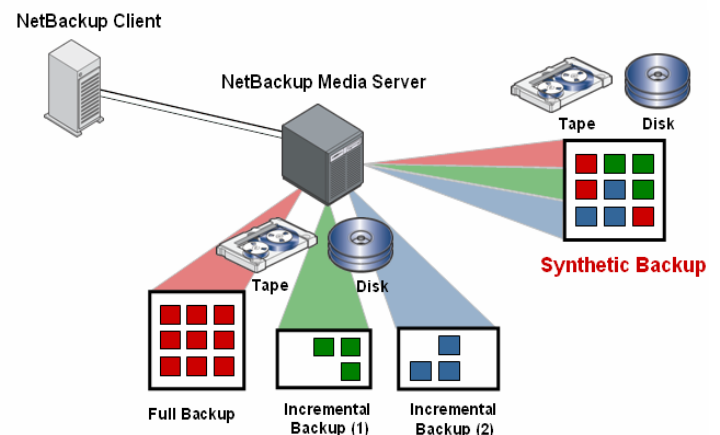 NetBackup Client
NetBackup Media Server
Tape
Disk
Synthetic Backup
Tape
Disk
Full Backup
Incremental
Backup (1)
Incremental
Backup (2)